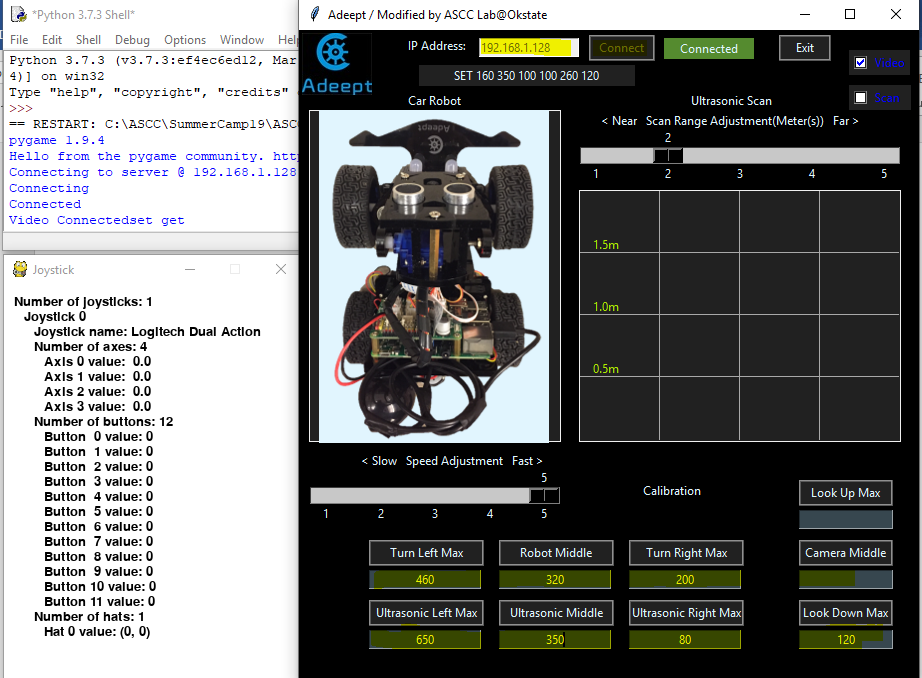 *Python 3.7.3 Shell*
File Edit Shell Debug Options Window Help
Python 3.7.3 (v3.7.3:ef4ec6ed12, Mar
4)] on win32
Type "help", "copyright", "credits"
>>>
== RESTART: C:\ASCC\SummerCamp19\ASC
pygame 1.9.4
Hello from the pygame community. htt
Connecting to server @ 192.168.1.128
Connecting
Connected
Video Connectedset get
Joystick
Number of joysticks: 1
Joystick 0
Joystick name: Logitech Dual Action
Number of axes: 4
Axis 0 value: 0.0
Axis 1 value: 0.0
Axis 2 value: 0.0
Axis 3 value: 0.0
Number of buttons: 12
Button 0 value: 0
Button 1 value: 0
Button 2 value: 0
Button 3 value: 0
Button 4 value: 0
Button 5 value: 0
Button 6 value: 0
Button 7 value: 0
Button 8 value: 0
Button 9 value: 0
Button 10 value: 0
Button 11 value: 0
Number of hats: 1
Hat 0 value: (0, 0)
Adeept / Modified by ASCC Lab@Okstate
Adeept
IP Address: 192.168.1.128 Connect Connected Exit
Video
SET 160 350 100 100 260 120
Car Robot
Adeept
Ultrasonic Scan
< Near Scan Range Adjustment(Meter(s)) Far >
2
1 2 3 4 5
1.5m
1.0m
0.5m
< Slow Speed Adjustment Fast >
5
1 2 3 4 5
Calibration
Look Up Max
Turn Left Max Robot Middle Turn Right Max Camera Middle
460 320 200
Ultrasonic Left Max Ultrasonic Middle Ultrasonic Right Max Look Down Max
650 350 80 120